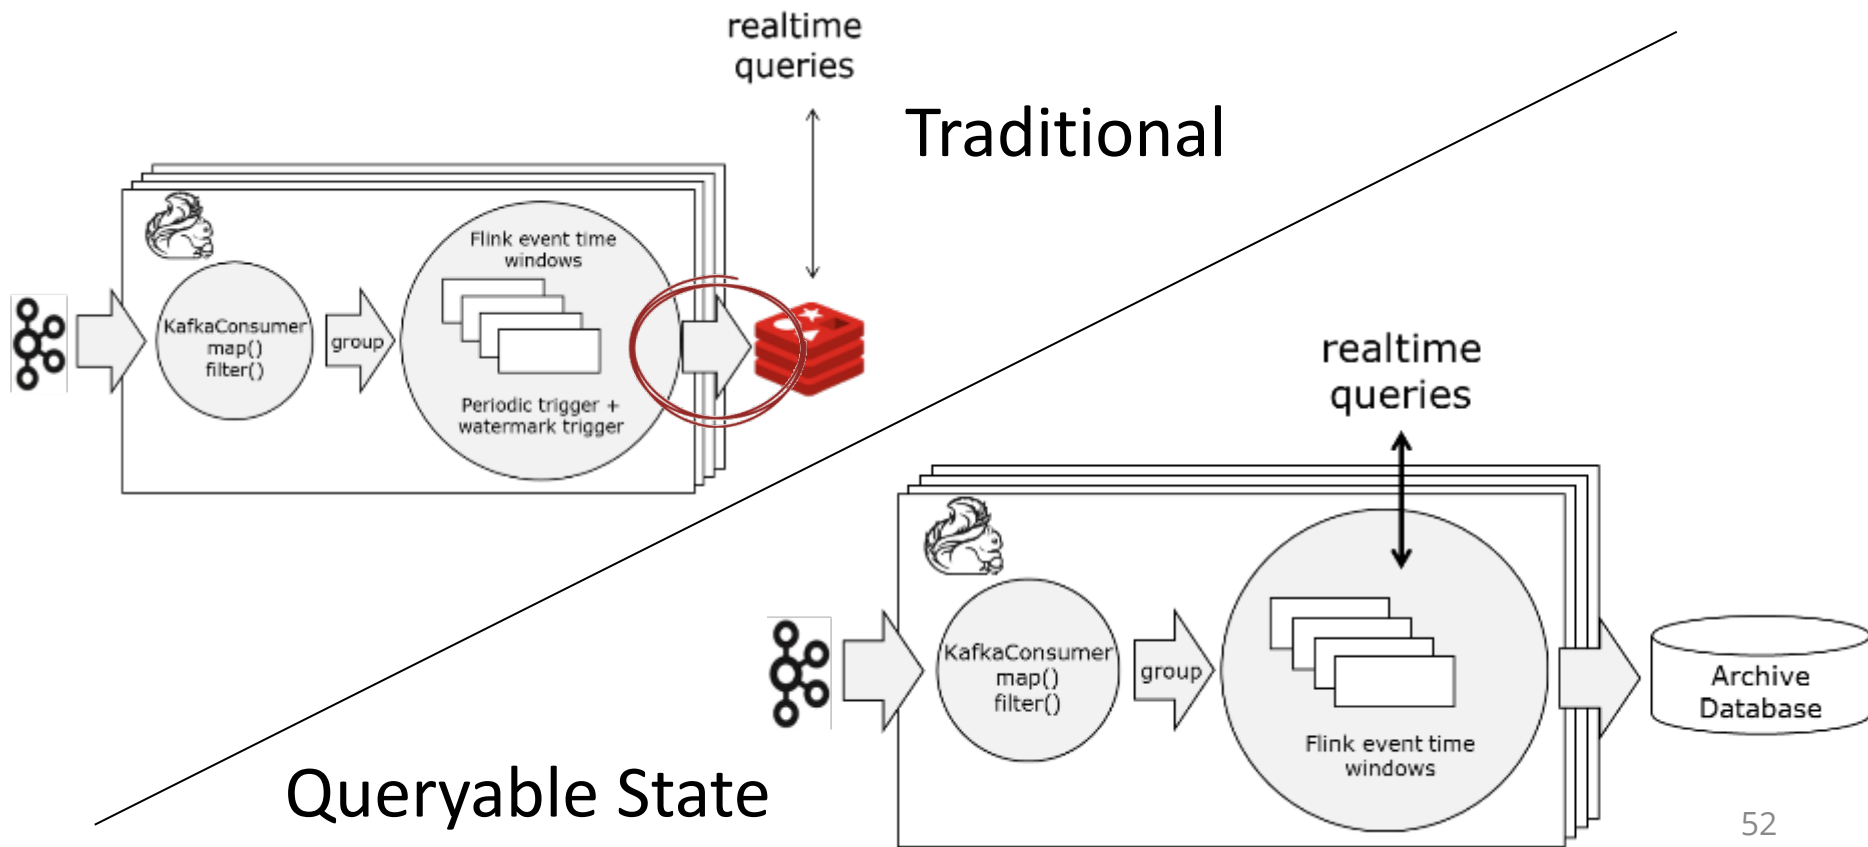 realtime
queries
Traditional
Flink event time
windows
KafkaConsumer
map()
filter()
group
Periodic trigger +
watermark trigger
realtime
queries
KafkaConsumer
map()
filter()
group
Flink event time
windows
Archive
Database
Queryable State
52